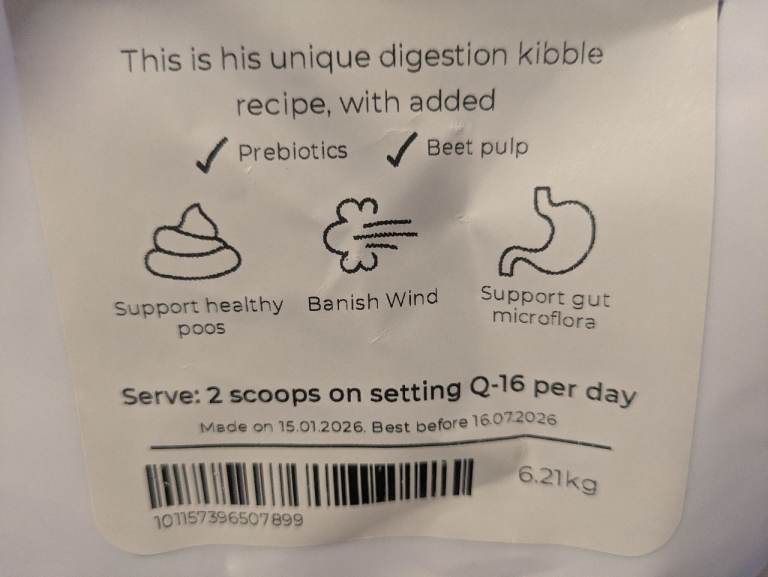 This is his unique digestion kibble
recipe, with added
Prebiotics
Beet pulp
Support healthy
poos
Banish Wind
Support gut
microflora
Serve: 2 scoops on setting Q-16 per day
Made on 15.01.2026. Best before 16.07.2026
6.21kg
101157396507899